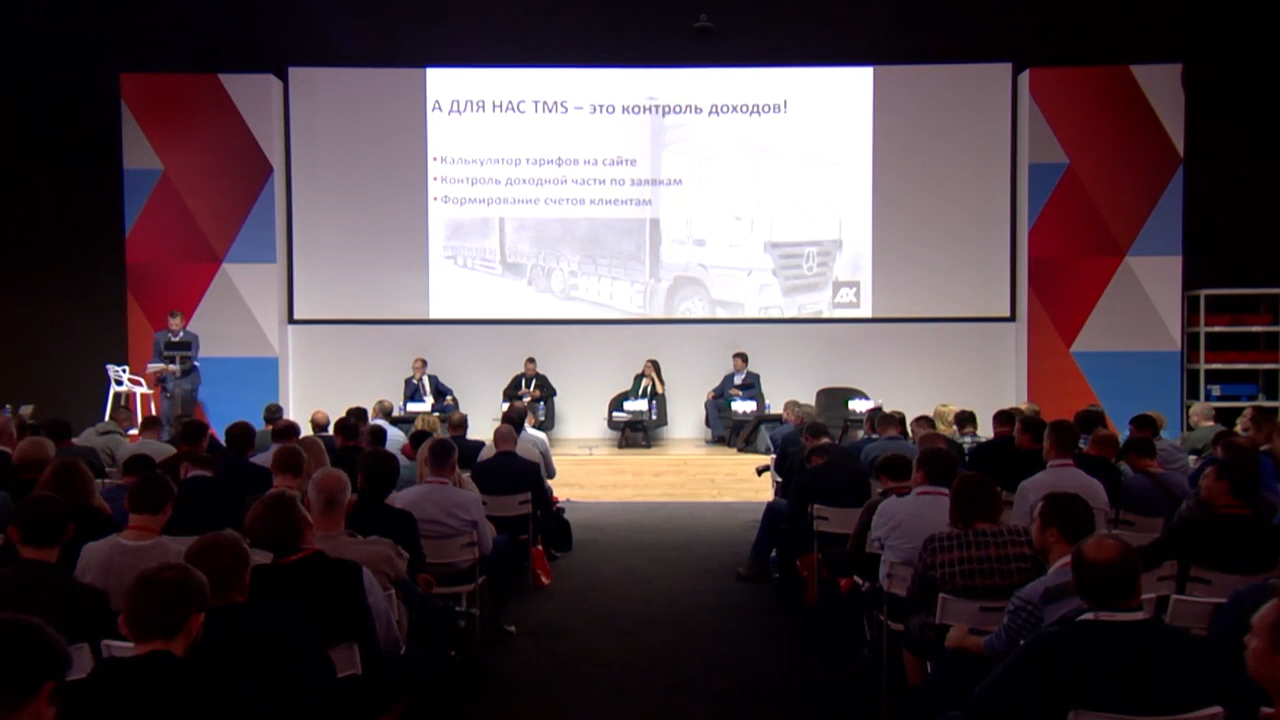 А ДЛЯ НАС TMS – это контроль доходов!
• Калькулятор тарифов на сайте
• Контроль доходной части по заявкам
• Формирование счетов клиентам
AX